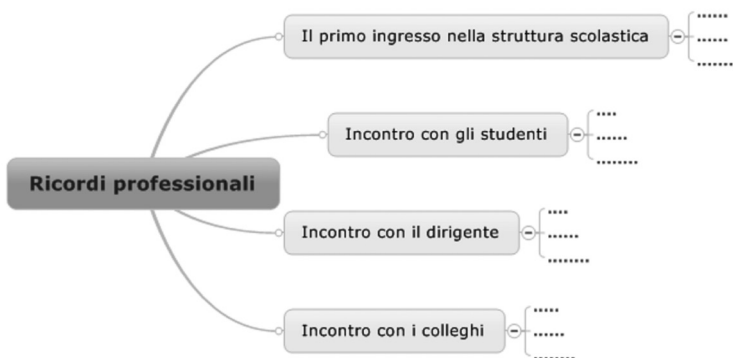 Ricordi professionali
Il primo ingresso nella struttura scolastica
......
......
.......
Incontro con gli studenti
....
......
........
Incontro con il dirigente
....
......
........
Incontro con i colleghi
.....
......
........